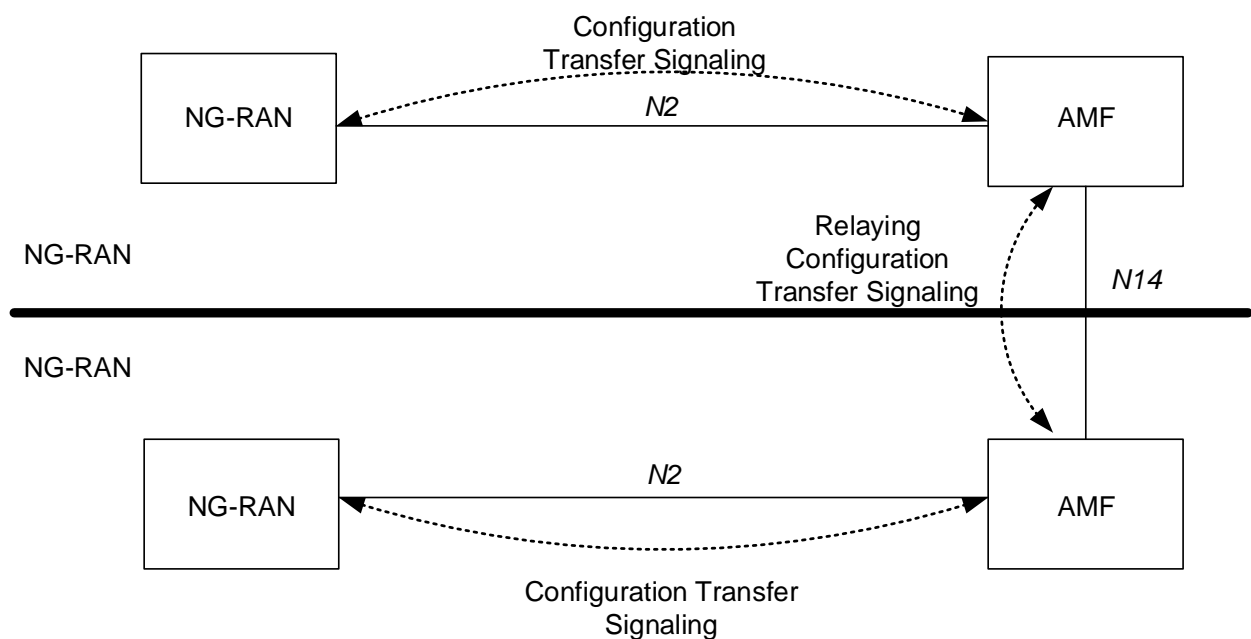 Configuration
Transfer Signaling
NG-RAN
N2
AMF
NG-RAN
Relaying
Configuration
Transfer Signaling
N14
NG-RAN
NG-RAN
N2
AMF
Configuration Transfer
Signaling